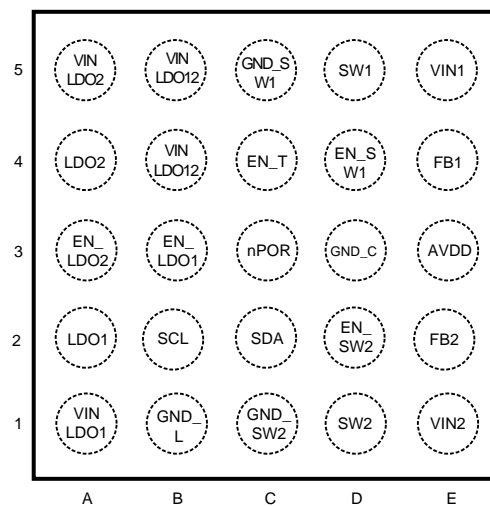 5
VIN
LDO2
VIN
LDO12
GND_S
W1
SW1
VIN1
4
LDO2
VIN
LDO12
EN_T
EN_S
W1
FB1
3
EN_
LDO2
EN_
LDO1
nPOR
GND_C
AVDD
2
LDO1
SCL
SDA
EN_
SW2
FB2
1
VIN
LDO1
GND_
L
GND_
SW2
SW2
VIN2
A B C D E